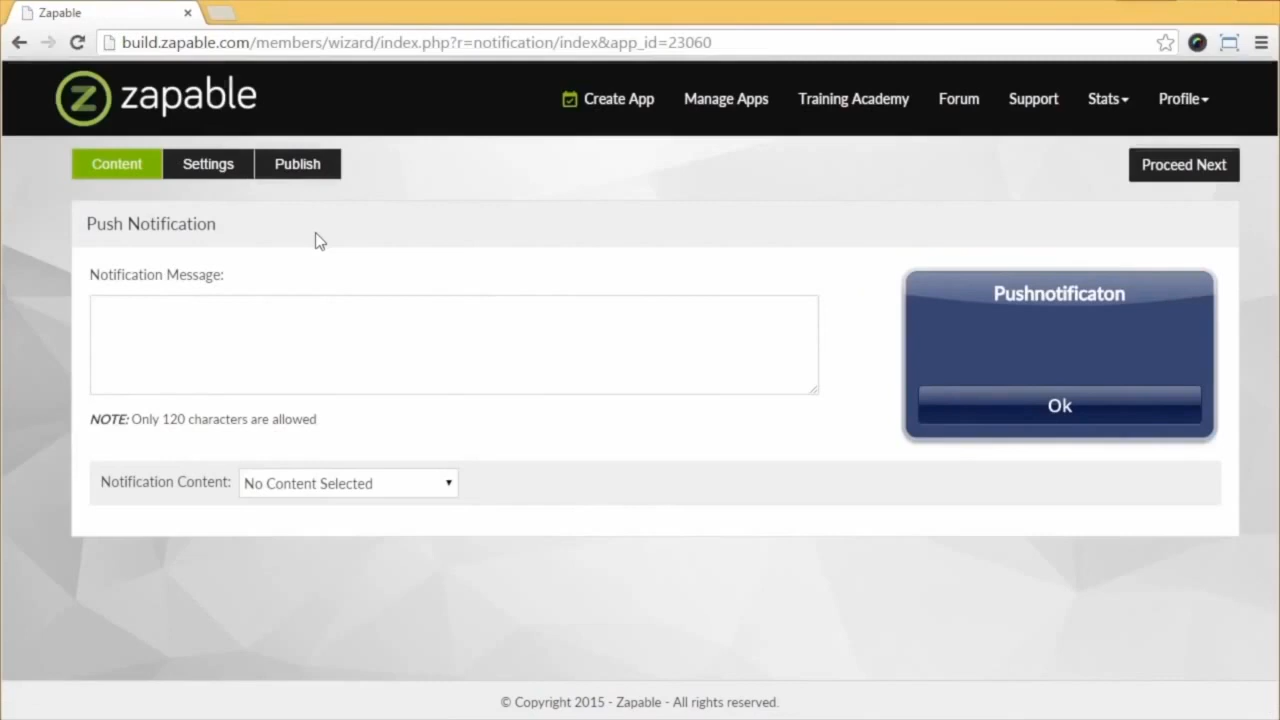 Zapable
build.zapable.com/members/wizard/index.php?r=notification/index&app_id=23060
zapable
Create App
Manage Apps
Training Academy
Forum
Support
Stats
Profile
Content
Settings
Publish
Proceed Next
Push Notification
Notification Message:
Pushnotificaton
Ok
NOTE: Only 120 characters are allowed
Notification Content:
No Content Selected
© Copyright 2015 - Zapable - All rights reserved.